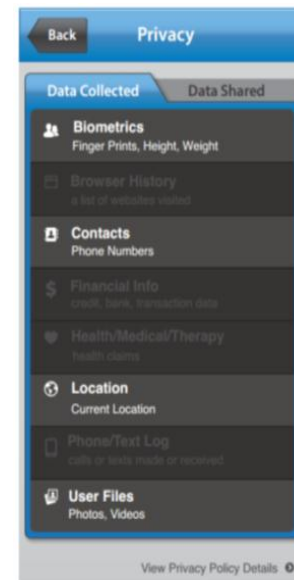 Back
Privacy
Data Collected
Data Shared
Biometrics
Finger Prints, Height, Weight
Browser History
a list of websites visited
Contacts
Phone Numbers
Financial Info
credit, bank, transaction data
Health/Medical/Therapy
health claims
Location
Current Location
Phone/Text Log
calls or texts made or received
User Files
Photos, Videos
View Privacy Policy Details